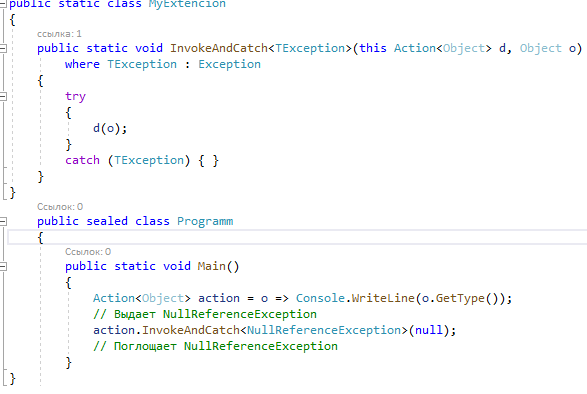 public static class MyExtencion
{
ссылка: 1
public static void InvokeAndCatch<TException>(this Action<Object> d, Object o)
where TException : Exception
{
try
{
d(o);
}
catch (TException) { }
}
}
Ссылок: 0
public sealed class Programm
{
Ссылок: 0
public static void Main()
{
Action<Object> action = o => Console.WriteLine(o.GetType());
// Выдает NullReferenceException
action.InvokeAndCatch<NullReferenceException>(null);
// Поглощает NullReferenceException
}
}